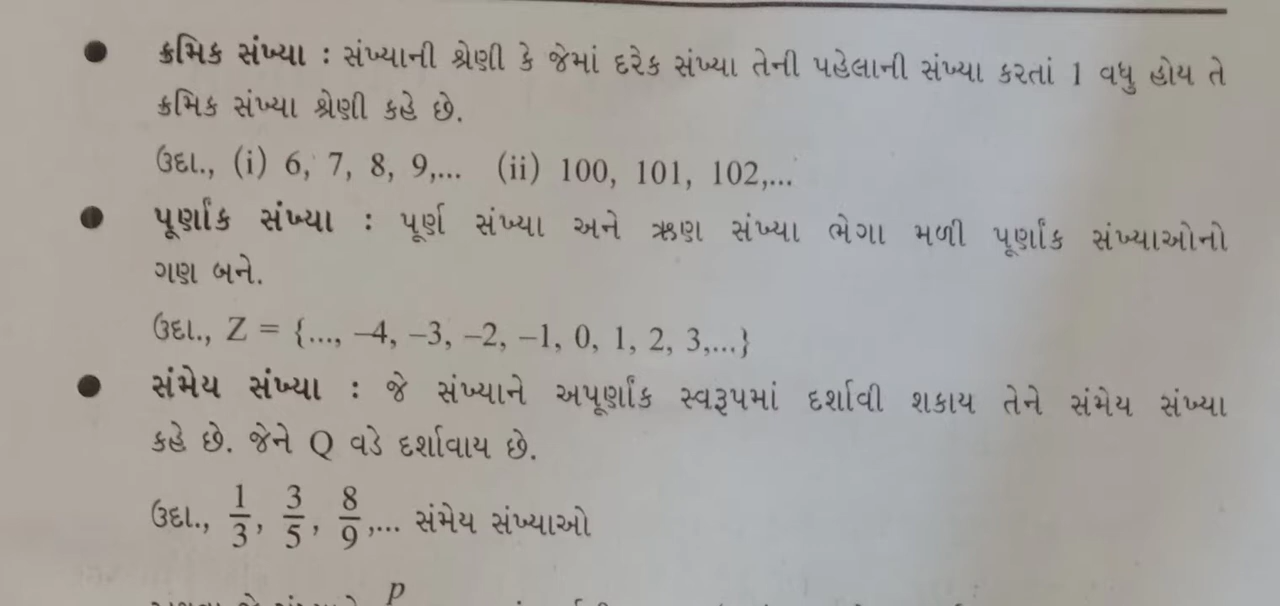 ● ક્રમિક સંખ્યા : સંખ્યાની શ્રેણી કે જેમાં દરેક સંખ્યા તેની પહેલાની સંખ્યા કરતાં 1 વધુ હોય તે
ક્રમિક સંખ્યા શ્રેણી કહે છે.
ઉદા., (i) 6, 7, 8, 9,... (ii) 100, 101, 102,...
● પૂર્ણાંક સંખ્યા : પૂર્ણ સંખ્યા અને ઋણ સંખ્યા ભેગા મળી પૂર્ણાંક સંખ્યાઓનો
ગણ બને.
ઉદા., Z = {..., –4, –3, –2, –1, 0, 1, 2, 3,...}
● સંમેય સંખ્યા : જે સંખ્યાને અપૂર્ણાંક સ્વરૂપમાં દર્શાવી શકાય તેને સંમેય સંખ્યા
કહે છે. જેને Q વડે દર્શાવાય છે.
ઉદા., 1/3, 3/5, 8/9,... સંમેય સંખ્યાઓ
p